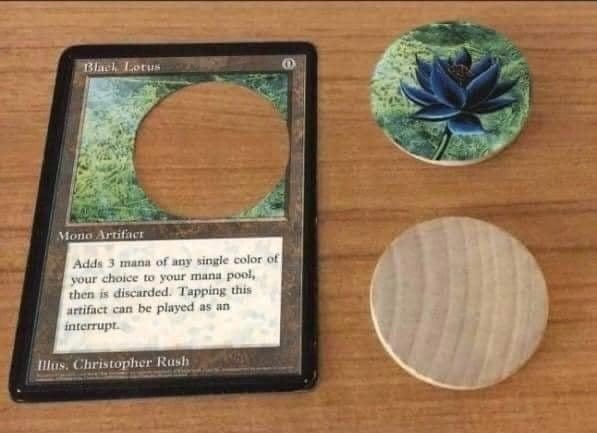 Black Lotus 0
Mono Artifact
Adds 3 mana of any single color of
your choice to your mana pool,
then is discarded. Tapping this
artifact can be played as an
interrupt.
Illus. Christopher Rush